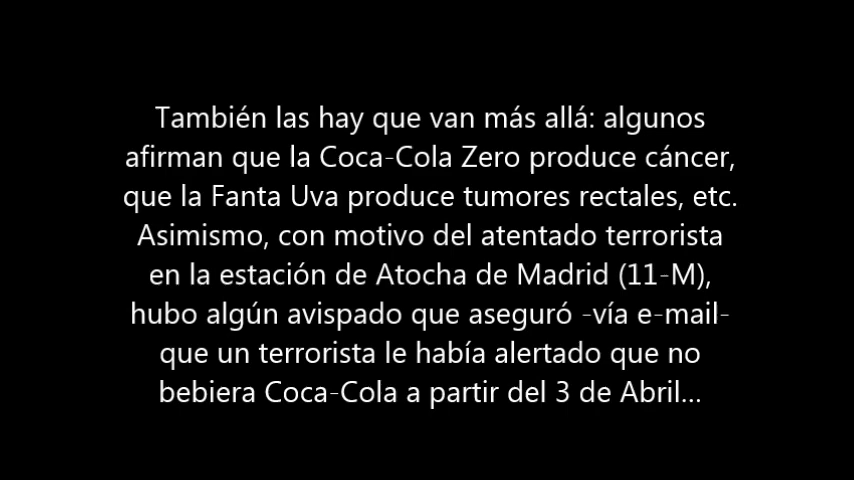 También las hay que van más allá: algunos
afirman que la Coca-Cola Zero produce cáncer,
que la Fanta Uva produce tumores rectales, etc.
Asimismo, con motivo del atentado terrorista
en la estación de Atocha de Madrid (11-M),
hubo algún avispado que aseguró -vía e-mail-
que un terrorista le había alertado que no
bebiera Coca-Cola a partir del 3 de Abril...